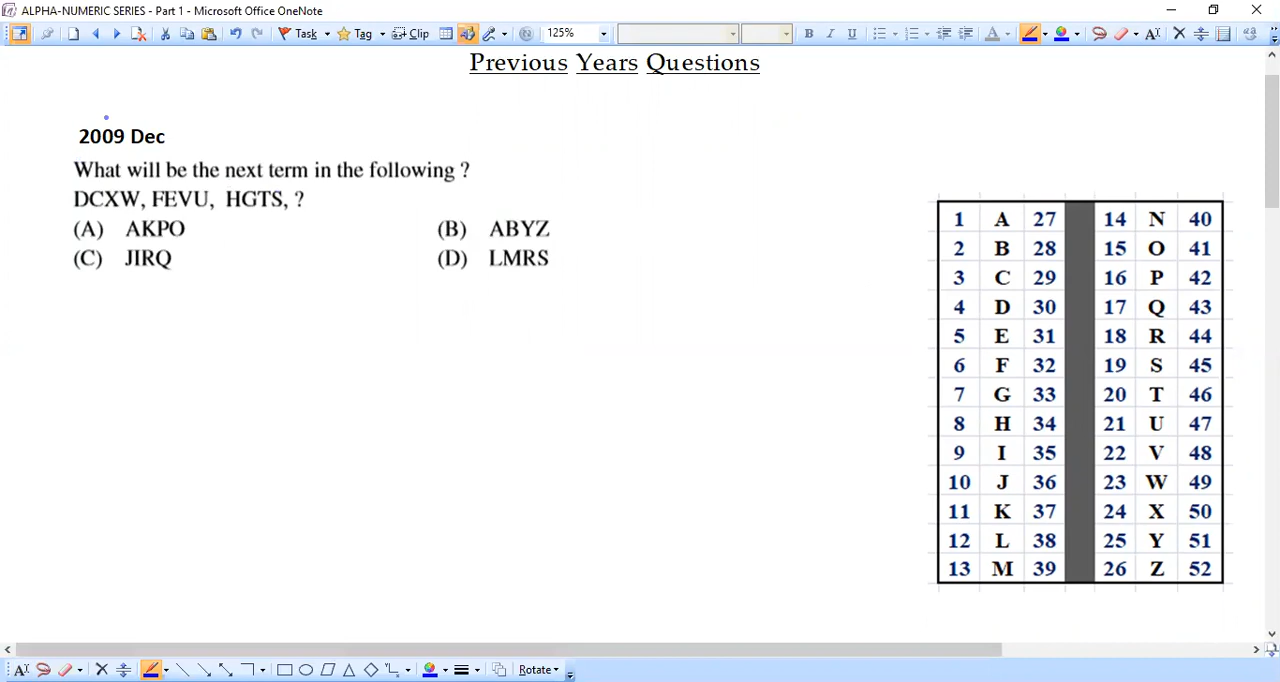 ALPHA-NUMERIC SERIES - Part 1 - Microsoft Office OneNote
Task Tag Clip 125% B I U
Previous Years Questions
2009 Dec
What will be the next term in the following ?
DCXW, FEVU, HGTS, ?
(A) AKPO (B) ABYZ
(C) JIRQ (D) LMRS
1 A 27 14 N 40
2 B 28 15 O 41
3 C 29 16 P 42
4 D 30 17 Q 43
5 E 31 18 R 44
6 F 32 19 S 45
7 G 33 20 T 46
8 H 34 21 U 47
9 I 35 22 V 48
10 J 36 23 W 49
11 K 37 24 X 50
12 L 38 25 Y 51
13 M 39 26 Z 52
Rotate